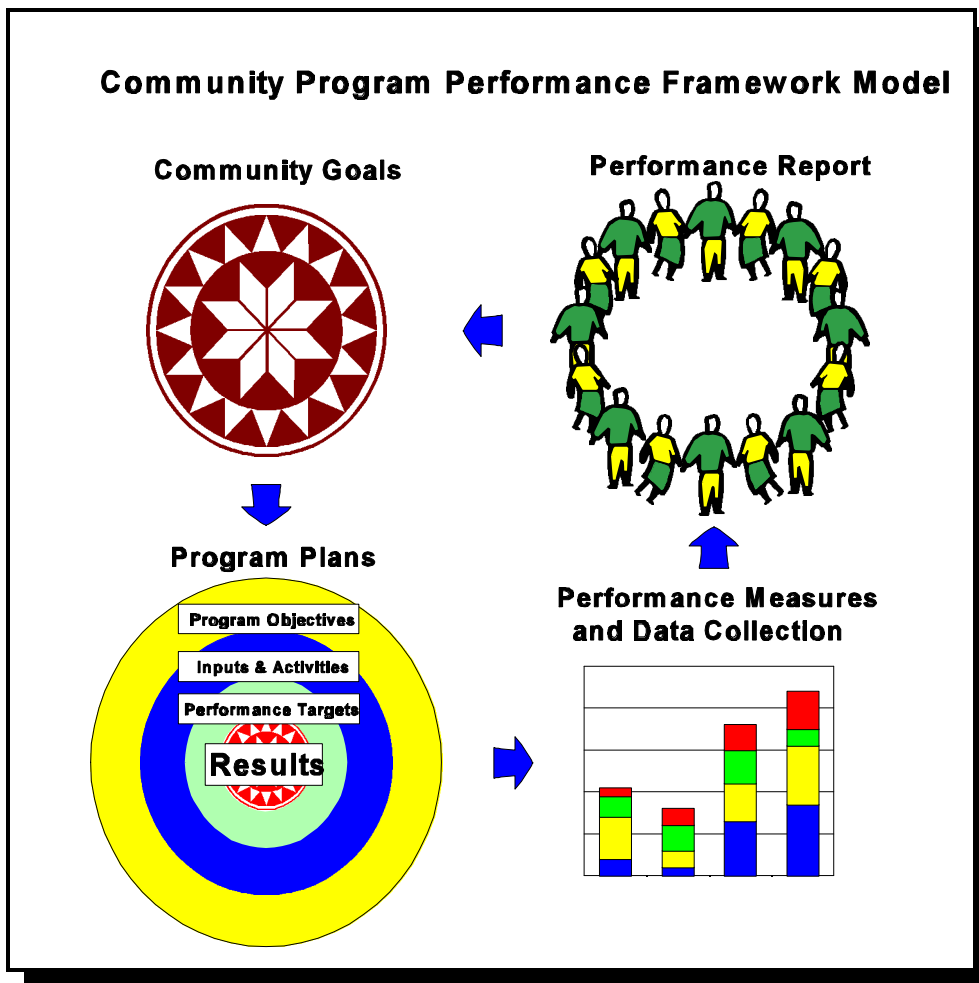 Community Program Performance Framework Model
Community Goals
Performance Report
Program Plans
Program Objectives
Inputs & Activities
Performance Targets
Results
Performance Measures
and Data Collection